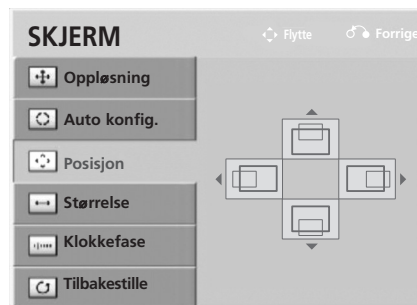 SKJERM
Flytte
Forrige
Oppløsning
Auto konfig.
Posisjon
Størrelse
Klokkefase
Tilbakestille